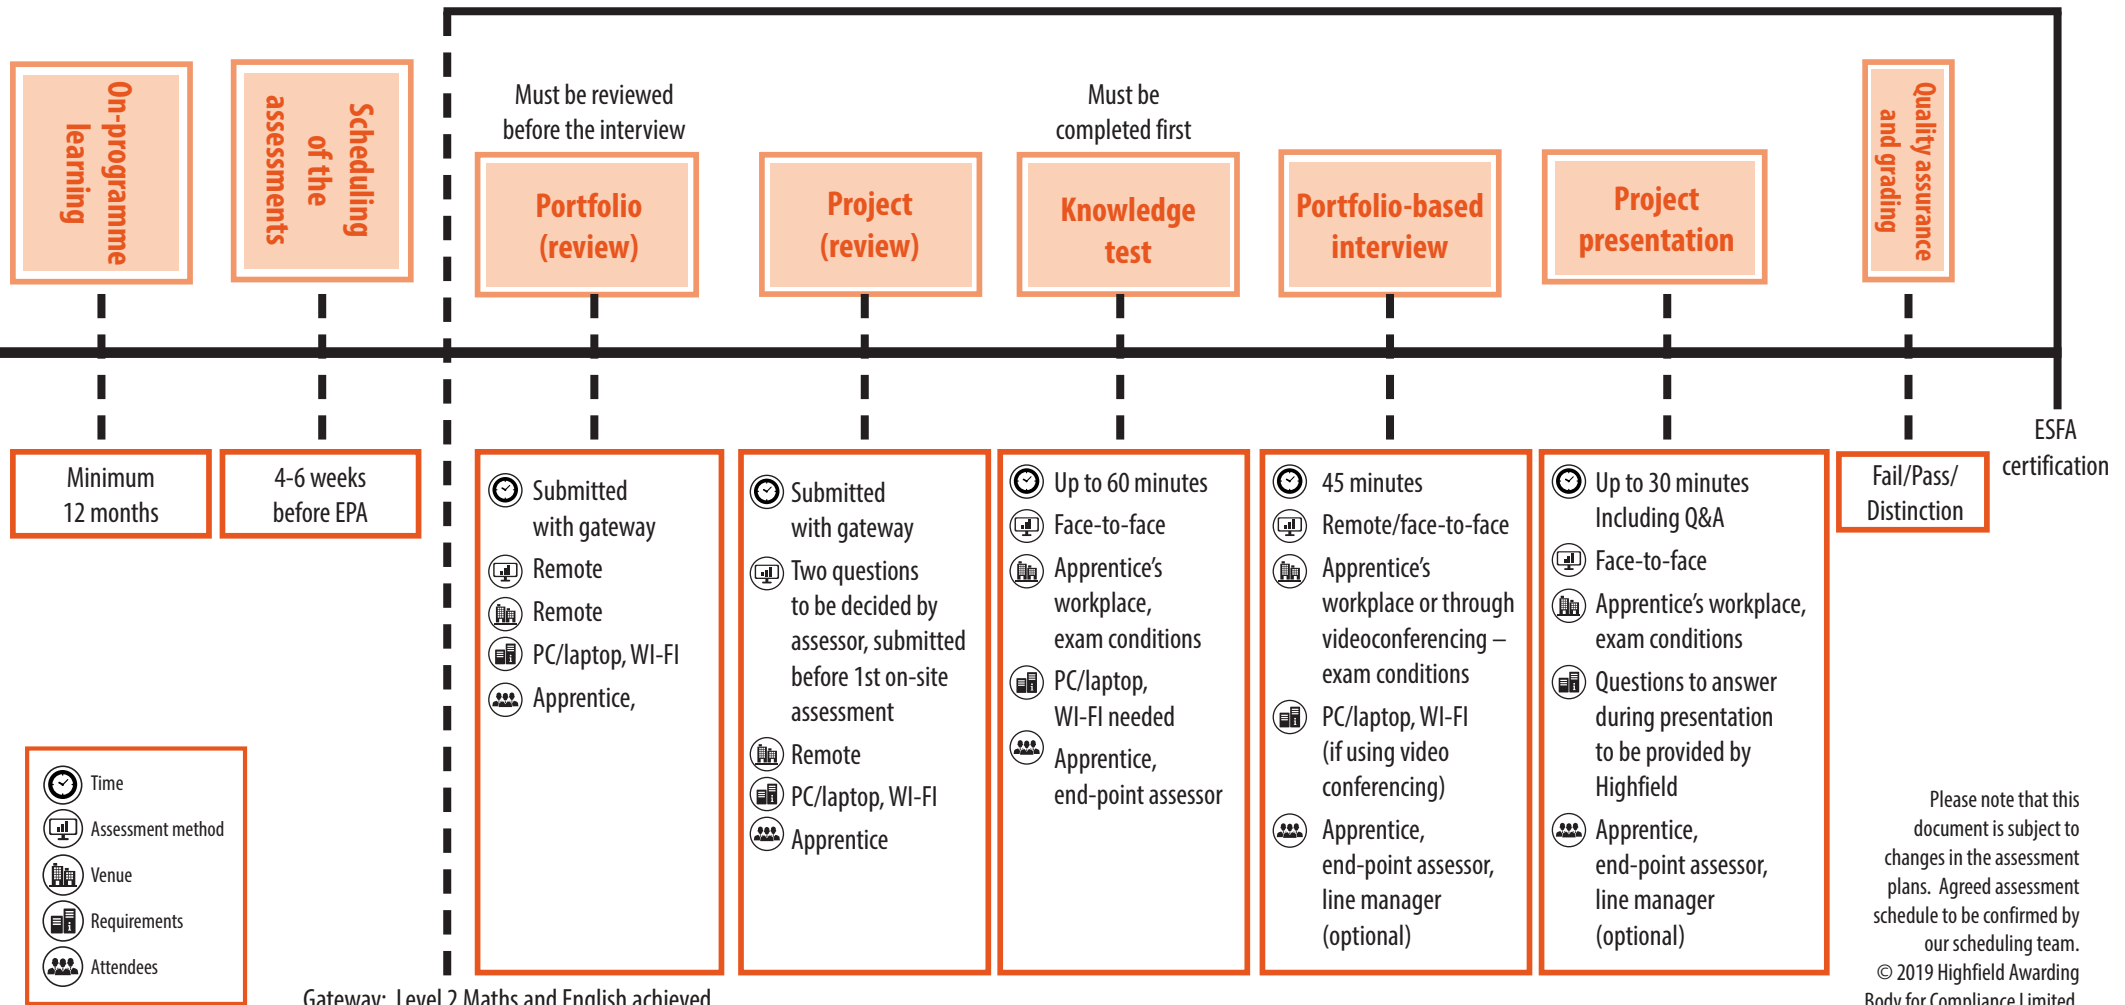 On-programme
learning
Scheduling
of the
assessments
Must be reviewed
before the interview
Portfolio
(review)
Project
(review)
Must be
completed first
Knowledge
test
Portfolio-based
interview
Project
presentation
Quality assurance
and grading
Minimum
12 months
4-6 weeks
before EPA
Submitted
with gateway
Remote
Remote
PC/laptop, WI-FI
Apprentice,
Submitted
with gateway
Two questions
to be decided by
assessor, submitted
before 1st on-site
assessment
Remote
PC/laptop, WI-FI
Apprentice
Up to 60 minutes
Face-to-face
Apprentice's
workplace,
exam conditions
PC/laptop,
WI-FI needed
Apprentice,
end-point assessor
45 minutes
Remote/face-to-face
Apprentice's
workplace or through
videoconferencing –
exam conditions
PC/laptop, WI-FI
(if using video
conferencing)
Apprentice,
end-point assessor,
line manager
(optional)
Up to 30 minutes
Including Q&A
Face-to-face
Apprentice's workplace,
exam conditions
Questions to answer
during presentation
to be provided by
Highfield
Apprentice,
end-point assessor,
line manager
(optional)
Fail/Pass/
Distinction
ESFA
certification
Time
Assessment method
Venue
Requirements
Attendees
Gateway: Level 2 Maths and English achieved
Please note that this
document is subject to
changes in the assessment
plans. Agreed assessment
schedule to be confirmed by
our scheduling team.
© 2019 Highfield Awarding
Body for Compliance Limited.